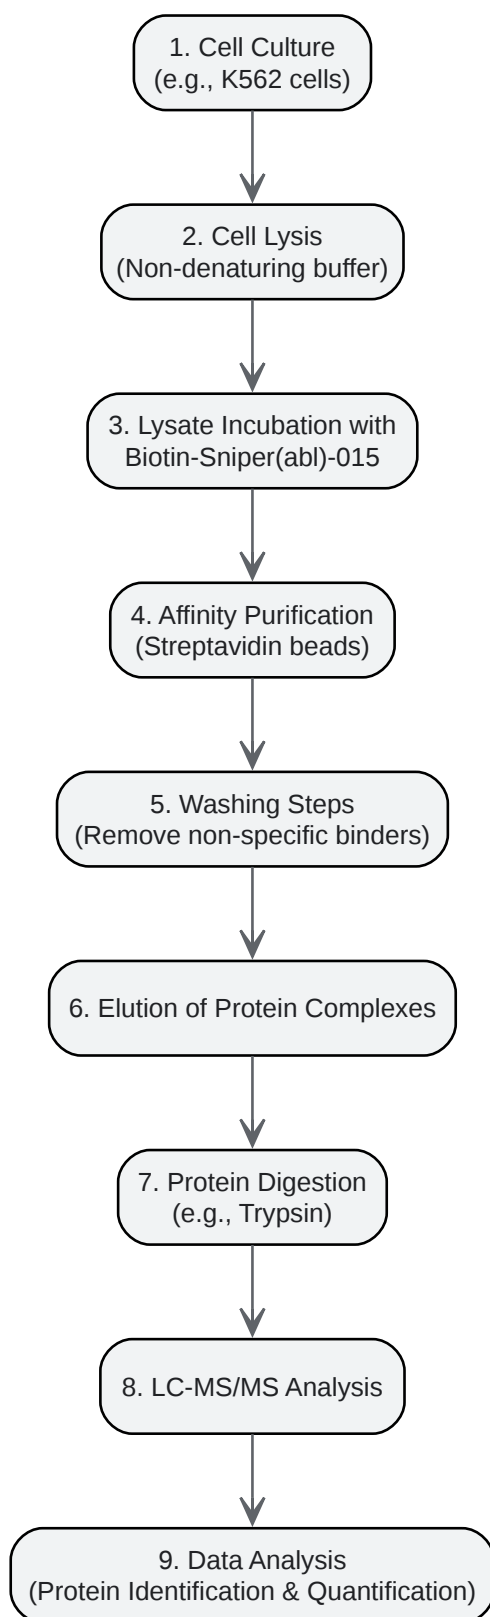 1. Cell Culture
(e.g., K562 cells)
2. Cell Lysis
(Non-denaturing buffer)
3. Lysate Incubation with
Biotin-Sniper(abl)-015
4. Affinity Purification
(Streptavidin beads)
5. Washing Steps
(Remove non-specific binders)
6. Elution of Protein Complexes
7. Protein Digestion
(e.g., Trypsin)
8. LC-MS/MS Analysis
9. Data Analysis
(Protein Identification & Quantification)